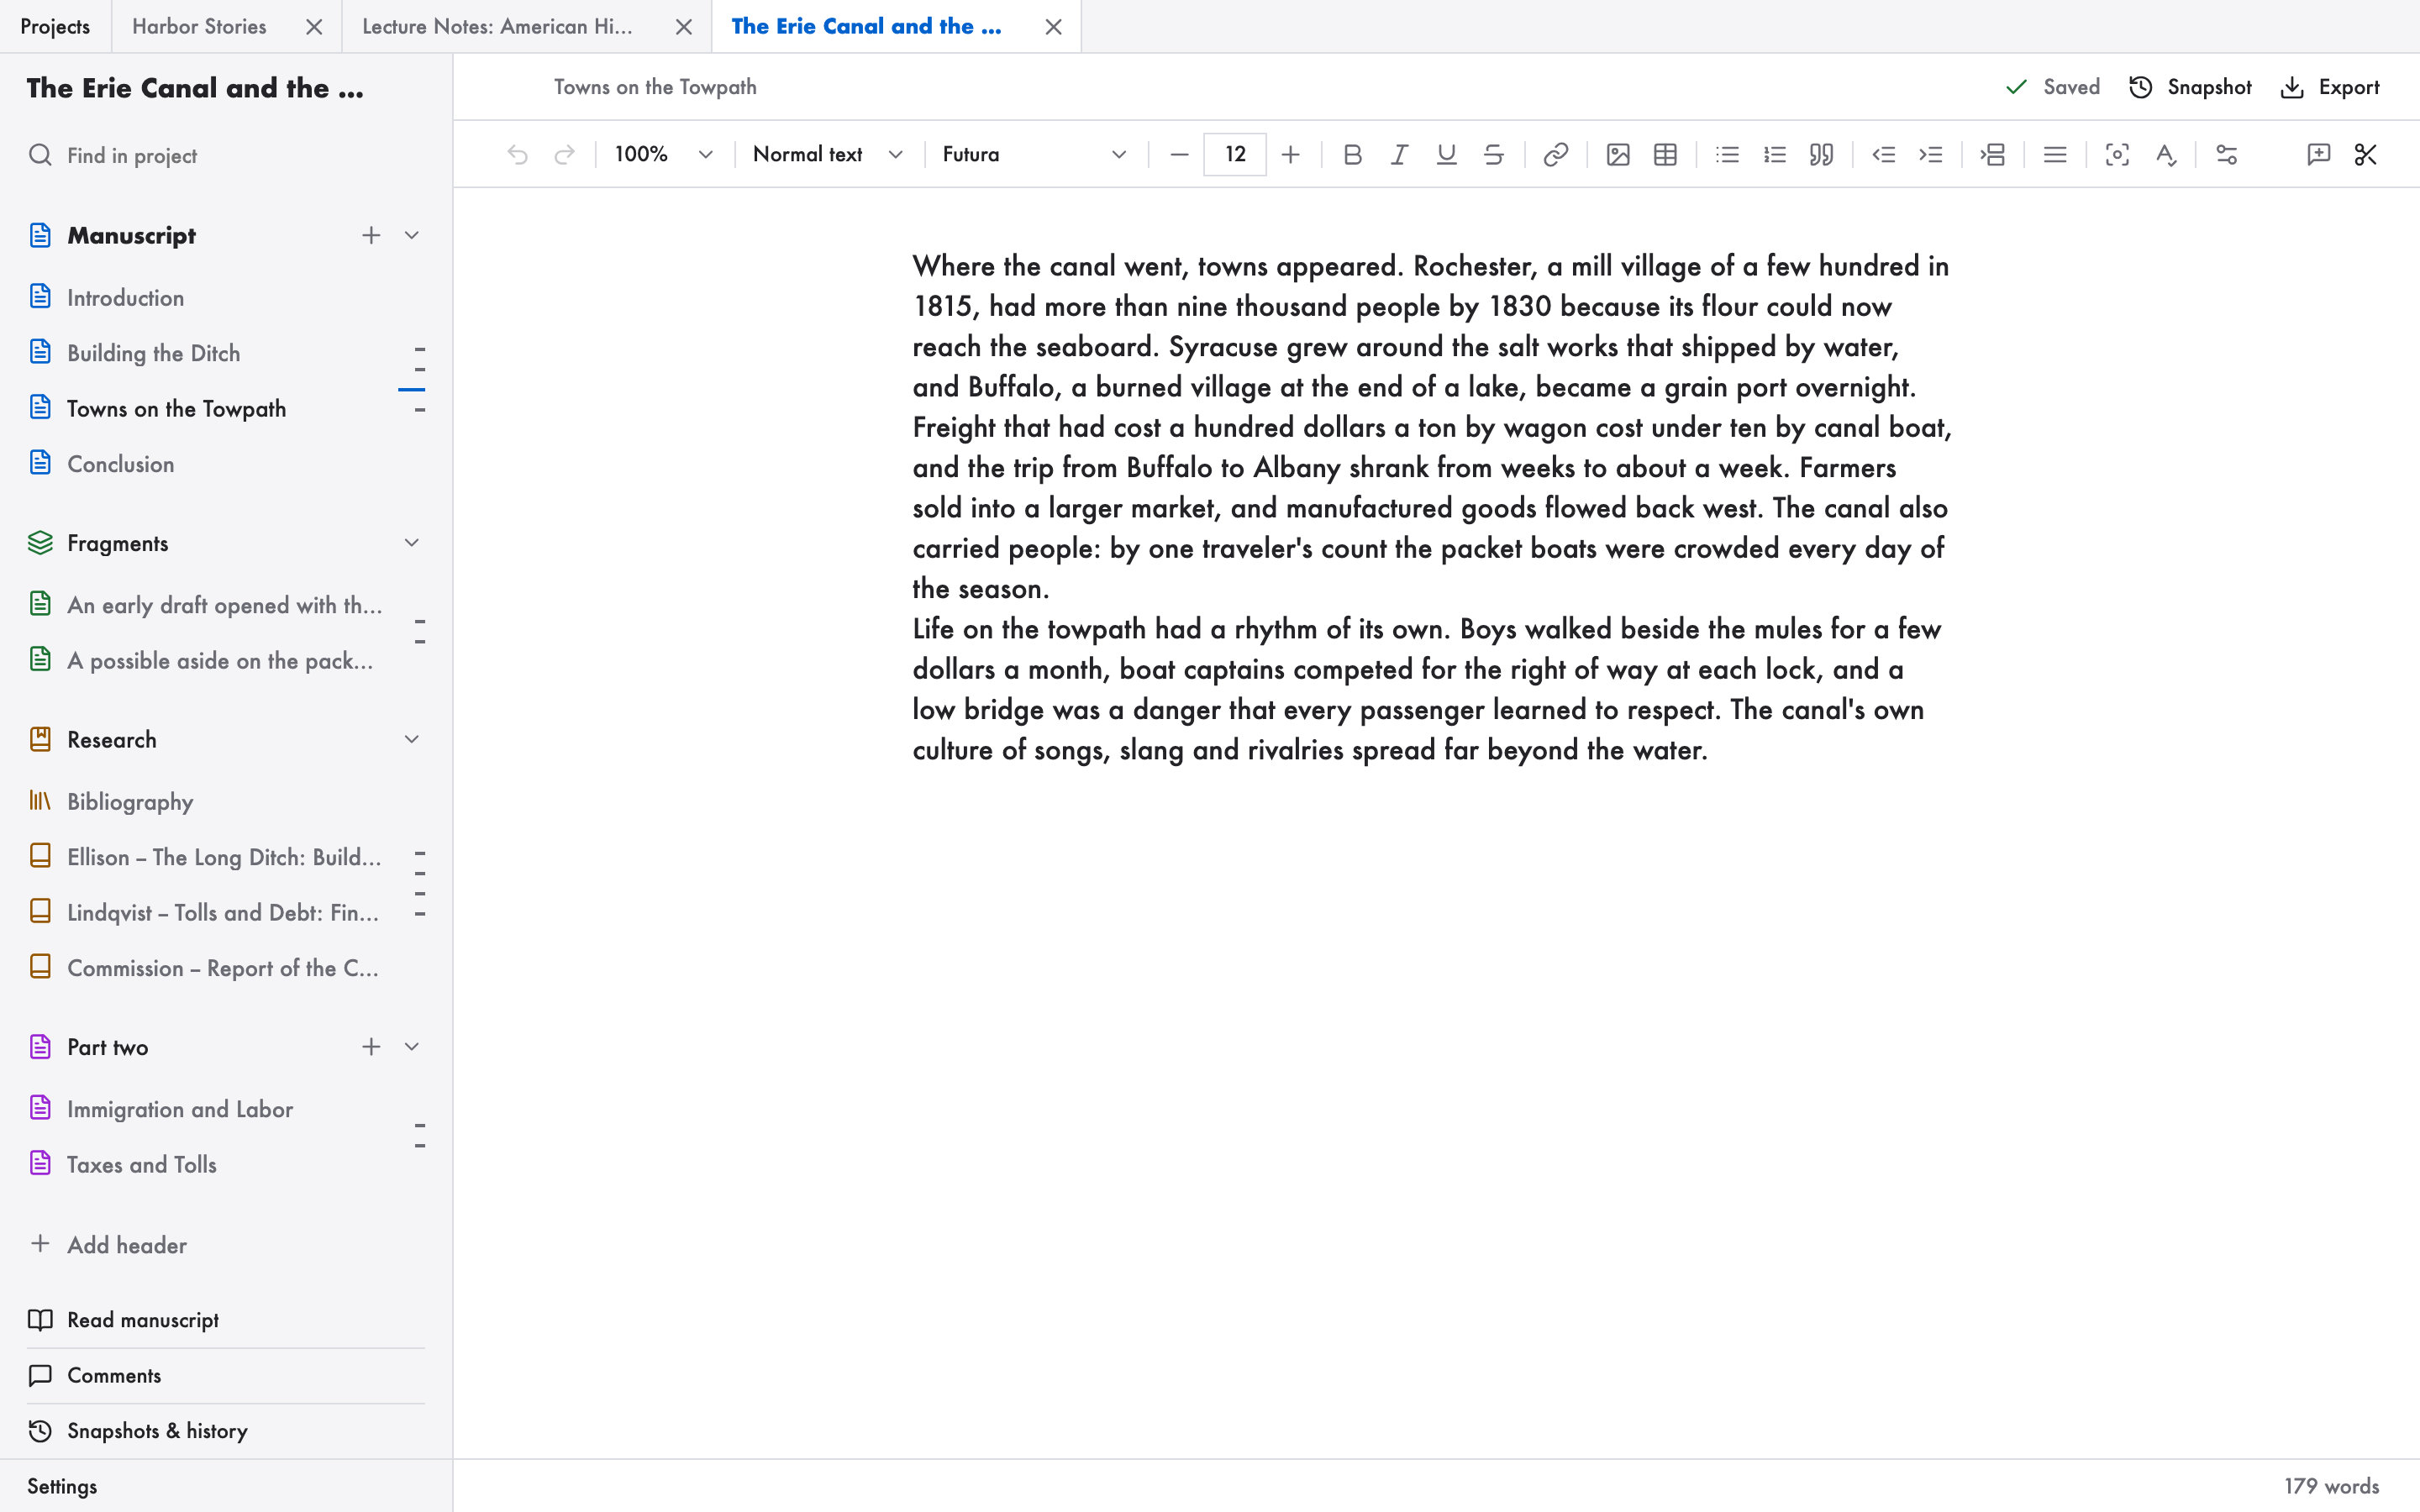 Projects
Harbor Stories
Lecture Notes: American Hi...
The Erie Canal and the ...
The Erie Canal and the ...
Find in project
Manuscript
Introduction
Building the Ditch
Towns on the Towpath
Conclusion
Fragments
An early draft opened with th...
A possible aside on the pack...
Research
Bibliography
Ellison – The Long Ditch: Build...
Lindqvist – Tolls and Debt: Fin...
Commission – Report of the C...
Part two
Immigration and Labor
Taxes and Tolls
Add header
Read manuscript
Comments
Snapshots & history
Settings
Towns on the Towpath
Saved
Snapshot
Export
100%
Normal text
Futura
12
Where the canal went, towns appeared. Rochester, a mill village of a few hundred in
1815, had more than nine thousand people by 1830 because its flour could now
reach the seaboard. Syracuse grew around the salt works that shipped by water,
and Buffalo, a burned village at the end of a lake, became a grain port overnight.
Freight that had cost a hundred dollars a ton by wagon cost under ten by canal boat,
and the trip from Buffalo to Albany shrank from weeks to about a week. Farmers
sold into a larger market, and manufactured goods flowed back west. The canal also
carried people: by one traveler's count the packet boats were crowded every day of
the season.
Life on the towpath had a rhythm of its own. Boys walked beside the mules for a few
dollars a month, boat captains competed for the right of way at each lock, and a
low bridge was a danger that every passenger learned to respect. The canal's own
culture of songs, slang and rivalries spread far beyond the water.
179 words